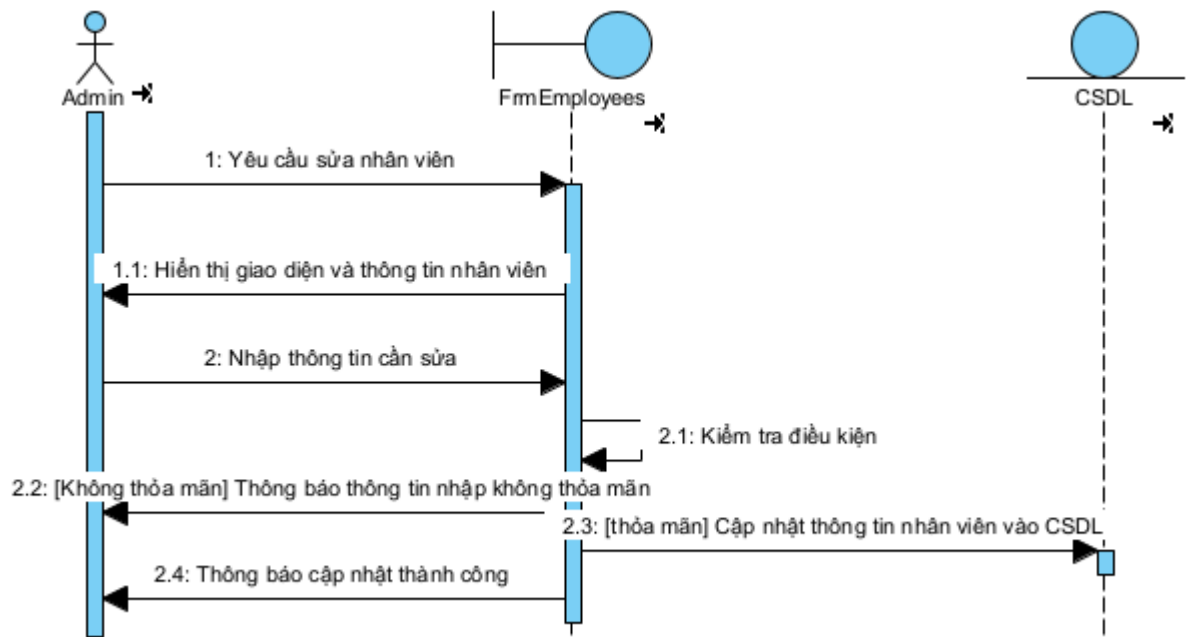 Admin
FrmEmployees
CSDL
1: Yêu cầu sửa nhân viên
1.1: Hiển thị giao diện và thông tin nhân viên
2: Nhập thông tin cần sửa
2.1: Kiểm tra điều kiện
2.2: [Không thỏa mãn] Thông báo thông tin nhập không thỏa mãn
2.3: [thỏa mãn] Cập nhật thông tin nhân viên vào CSDL
2.4: Thông báo cập nhật thành công